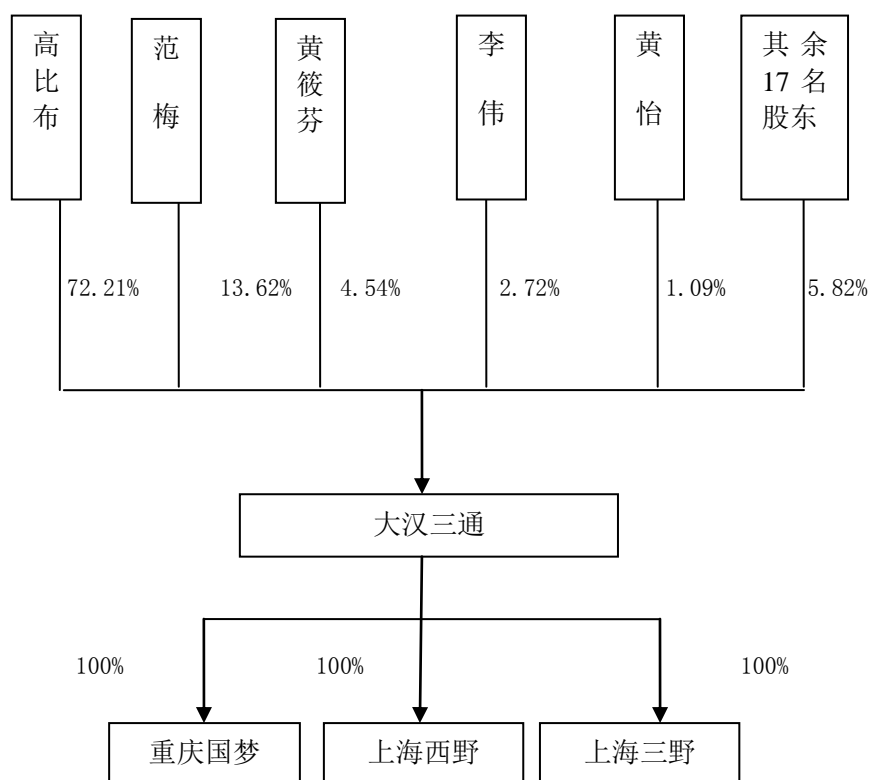 高比布
范梅
黄筱芬
李伟
黄怡
其余
17名
股东
72.21%
13.62%
4.54%
2.72%
1.09%
5.82%
大汉三通
100%
100%
100%
重庆国梦
上海西野
上海三野